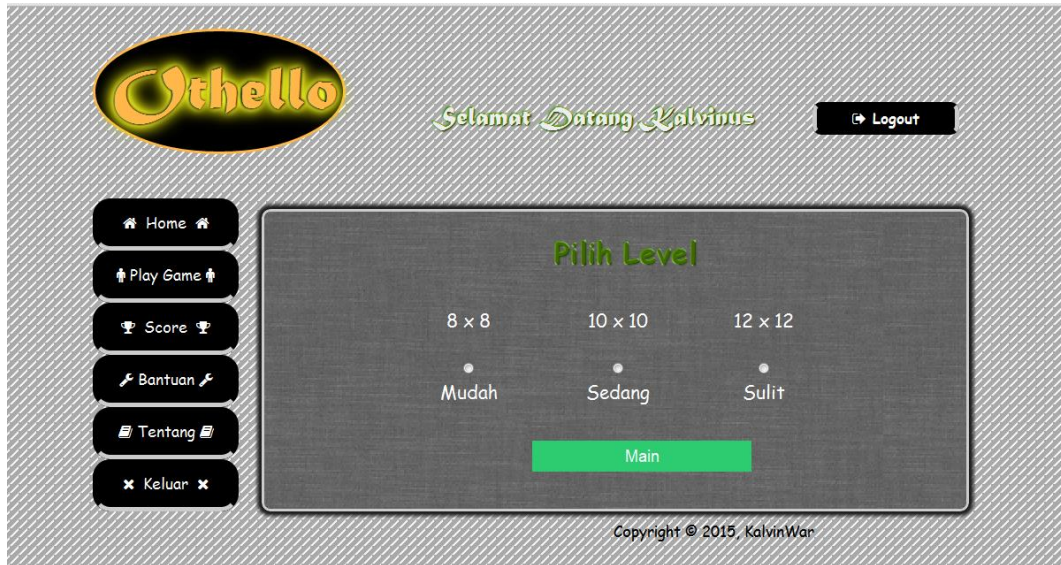 Othello
Selamat Datang Kalvinus
Logout
Home
Play Game
Score
Bantuan
Tentang
Keluar
Pilih Level
8 x 8 10 x 10 12 x 12
Mudah Sedang Sulit
Main
Copyright © 2015, KalvinWar